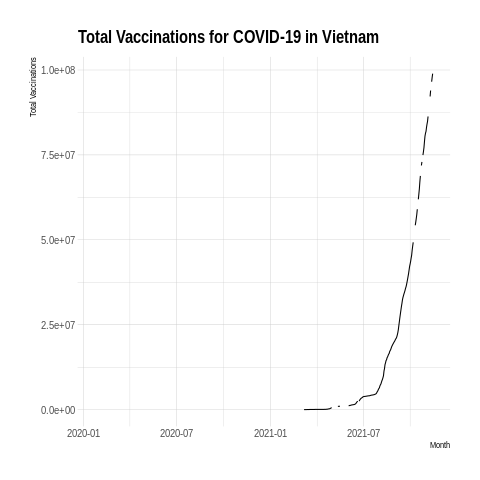 Total Vaccinations for COVID-19 in Vietnam
Total Vaccinations
1.0e+08
7.5e+07
5.0e+07
2.5e+07
0.0e+00
2020-01
2020-07
2021-01
2021-07
Month